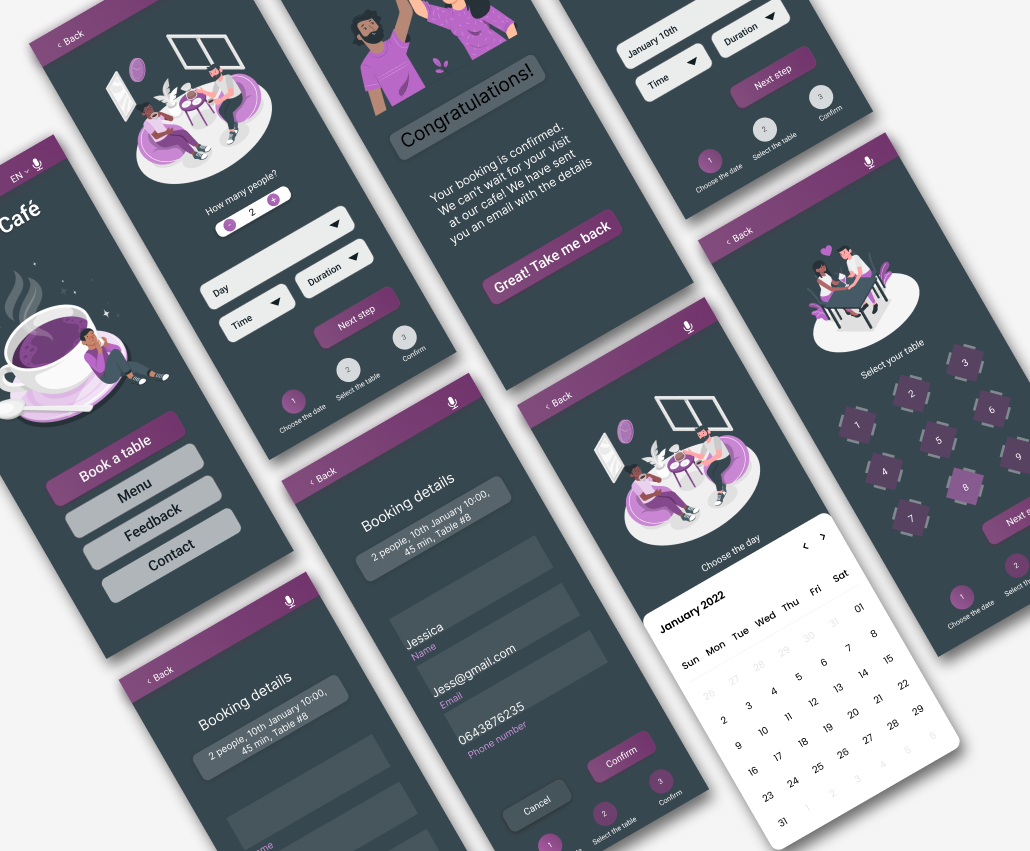 EN
Café
Book a table
Menu
Feedback
Contact
‹ Back
How many people?
- 2 +
Day
Time
Duration
Next step
1
2
3
Choose the date
Select the table
Confirm
Congratulations!
Your booking is confirmed.
We can't wait for your visit
at our cafe! We have sent
you an email with the details
Great! Take me back
January 10th
Time
Duration
Next step
1
2
3
Choose the date
Select the table
Confirm
‹ Back
Select your table
1 2 3
4 5 6
7 8 9
Next s
1
2
Choose the date
Select th
‹ Back
Booking details
2 people, 10th January 10:00,
45 min, Table #8
‹ Back
Booking details
2 people, 10th January 10:00,
45 min, Table #8
Jessica
Name
Jess@gmail.com
Email
0643876235
Phone number
Cancel
Confirm
1
2
3
Select the table
Confirm
‹ Back
Choose the day
January 2022
‹ ›
Sun Mon Tue Wed Thu Fri Sat
26 27 28 29 30 31 01
2 3 4 5 6 7 8
9 10 11 12 13 14 15
16 17 18 19 20 21 22
23 24 25 26 27 28 29
31 1 2 3 4 5 6